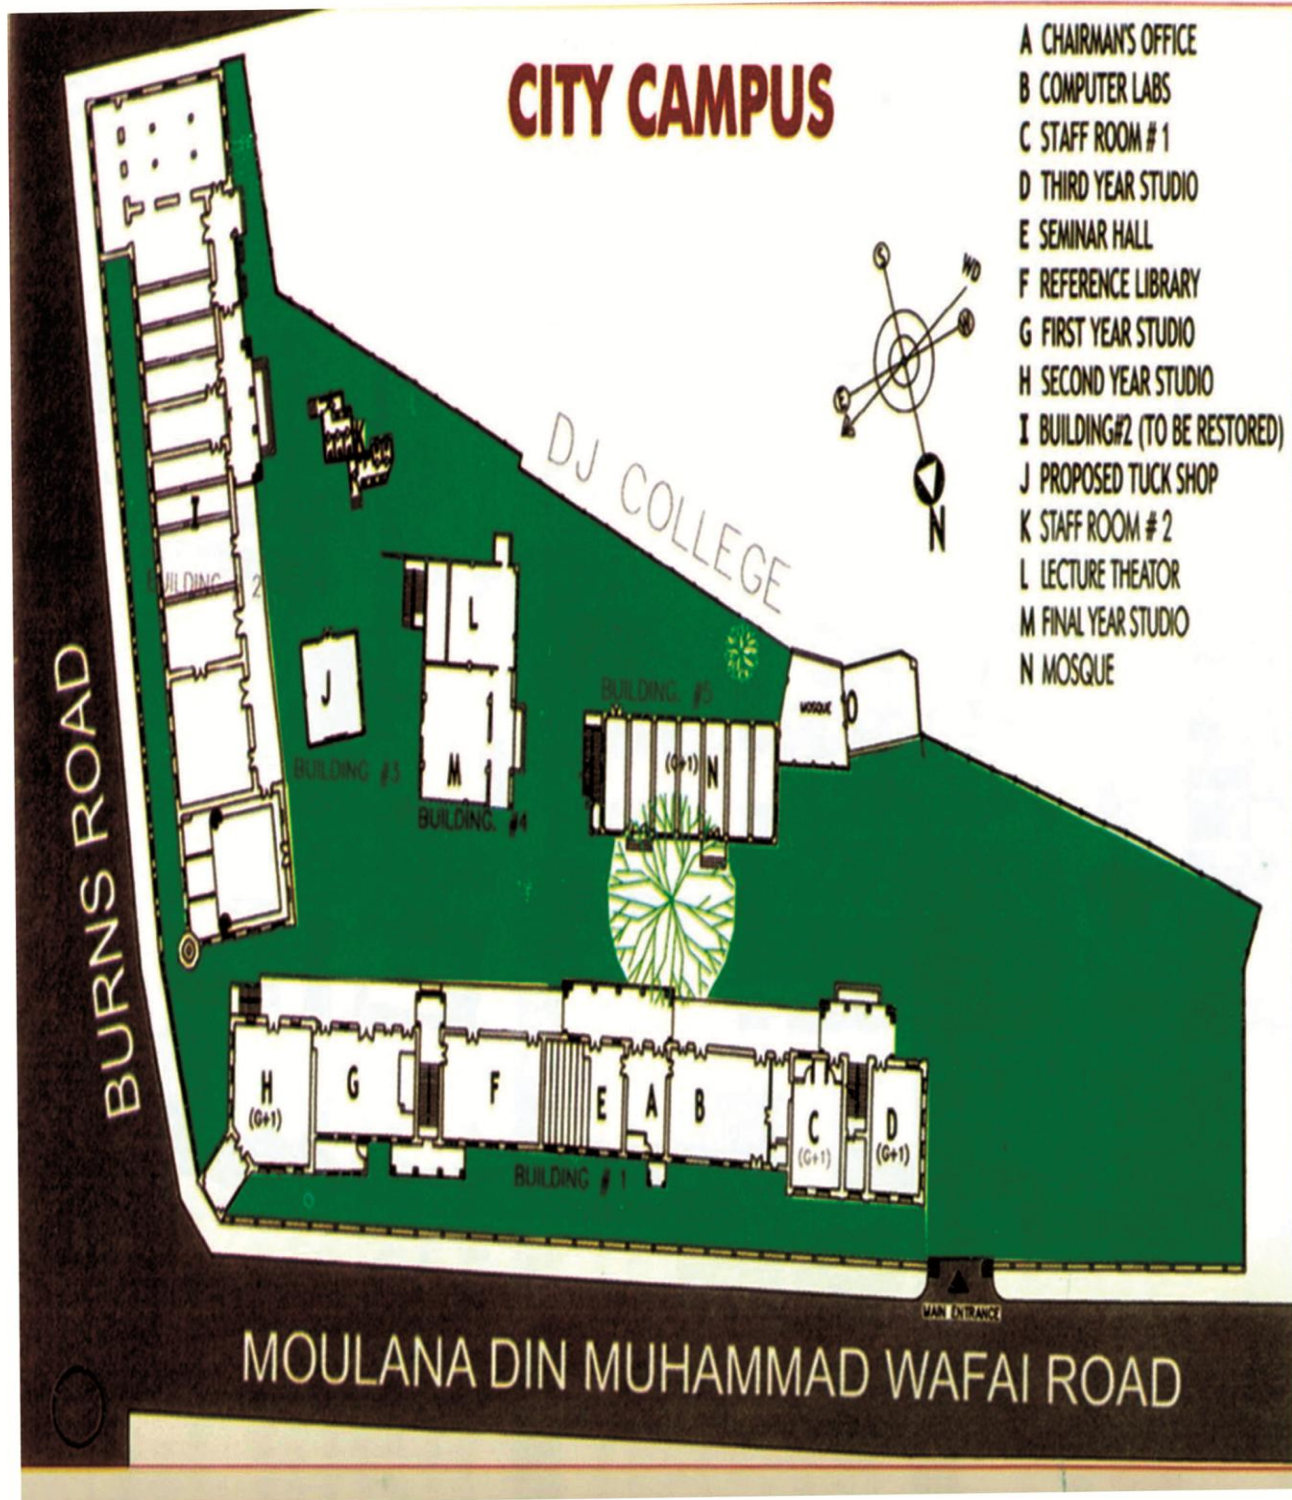 CITY CAMPUS
A CHAIRMAN'S OFFICE
B COMPUTER LABS
C STAFF ROOM # 1
D THIRD YEAR STUDIO
E SEMINAR HALL
F REFERENCE LIBRARY
G FIRST YEAR STUDIO
H SECOND YEAR STUDIO
I BUILDING#2 (TO BE RESTORED)
J PROPOSED TUCK SHOP
K STAFF ROOM # 2
L LECTURE THEATOR
M FINAL YEAR STUDIO
N MOSQUE
S
WD
W
E
N
DJ COLLEGE
K
I
BUILDING 2
L
J
M
BUILDING #3
BUILDING. #4
BUILDING. #5
(G+1) N
MOSQUE O
BURNS ROAD
H
(G+1)
G
F
E
A
B
C
(G+1)
D
(G+1)
BUILDING # 1
MAIN ENTRANCE
MOULANA DIN MUHAMMAD WAFAI ROAD